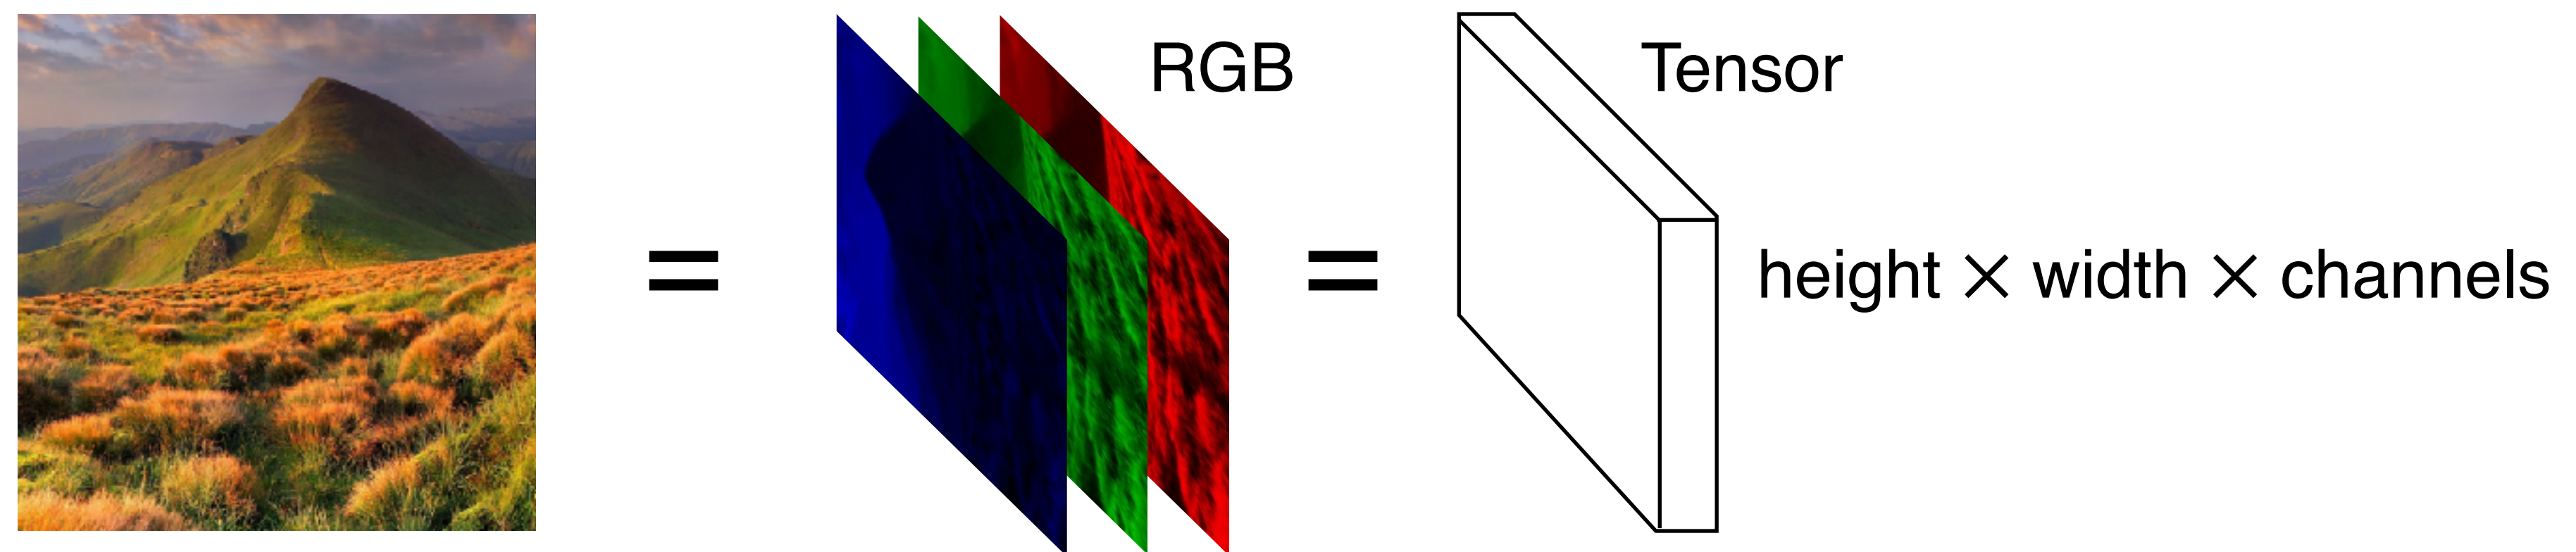 RGB
Tensor
=
=
height × width × channels